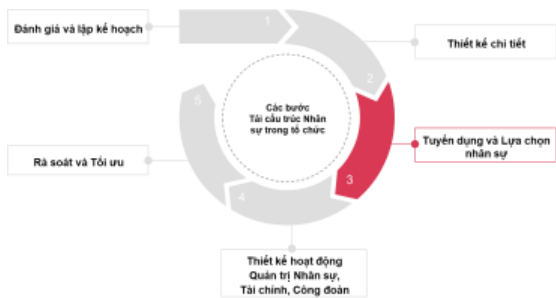 Đánh giá và lập kế hoạch
1
Thiết kế chi tiết
2
Các bước
Tái cấu trúc Nhân
sự trong tổ chức
5
Tuyển dụng và Lựa chọn
nhân sự
Rà soát và Tối ưu
3
4
Thiết kế hoạt động
Quản trị Nhân sự,
Tài chính, Công đoàn